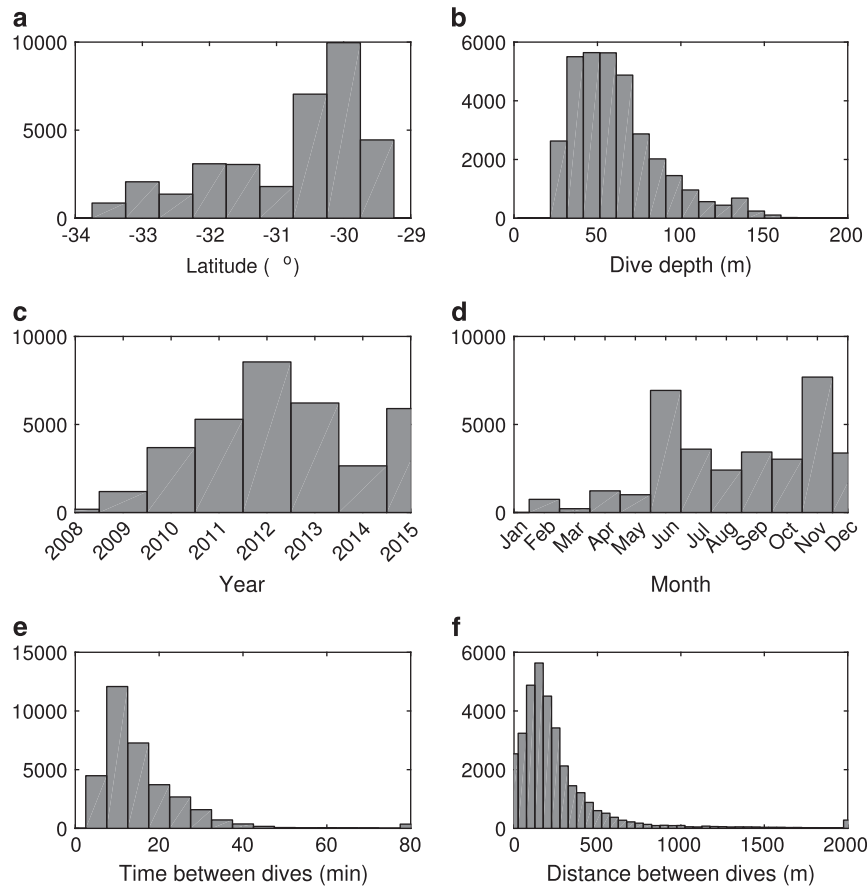 a
10000
5000
0
-34 -33 -32 -31 -30 -29
Latitude ( o)
b
6000
4000
2000
0
0 50 100 150 200
Dive depth (m)
c
10000
5000
0
2008 2009 2010 2011 2012 2013 2014 2015
Year
d
10000
5000
0
Jan Feb Mar Apr May Jun Jul Aug Sep Oct Nov Dec
Month
e
15000
10000
5000
0
0 20 40 60 80
Time between dives (min)
f
6000
4000
2000
0
0 500 1000 1500 2000
Distance between dives (m)